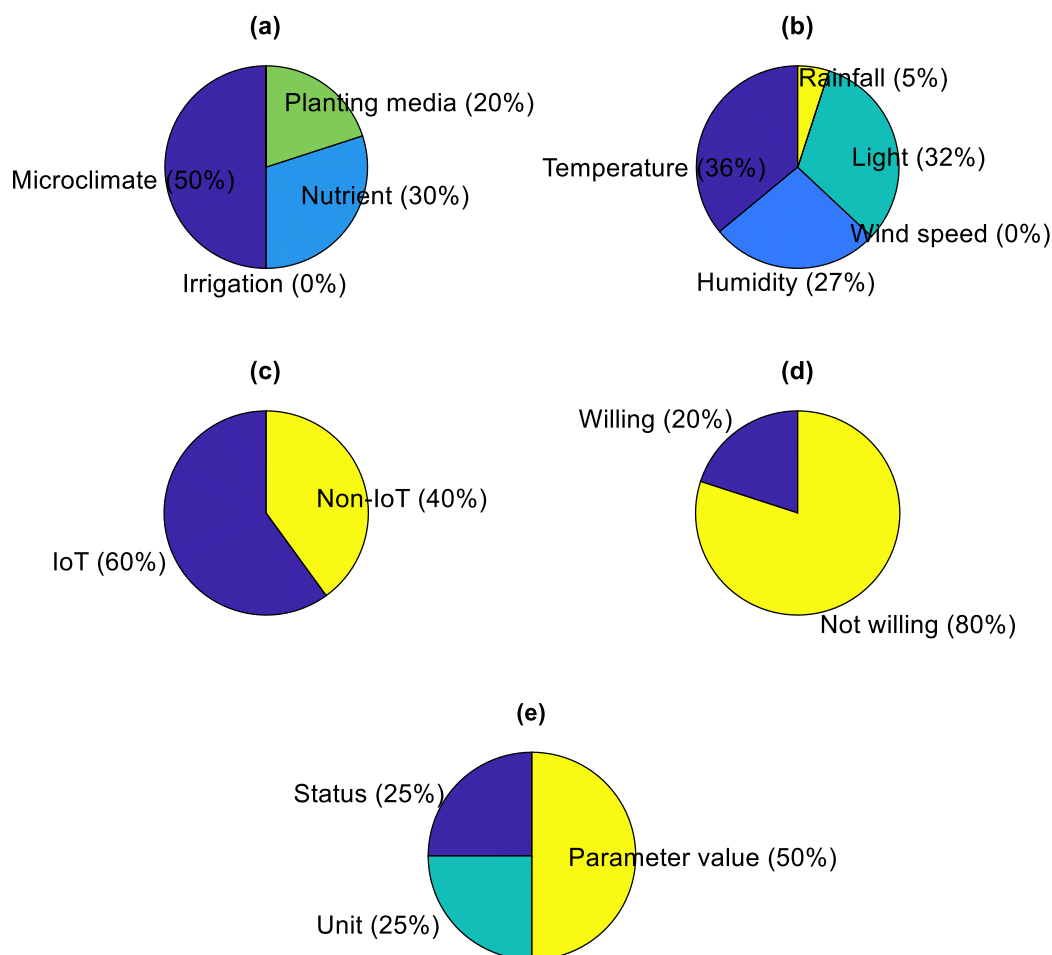 (a)
Planting media (20%)
Microclimate (50%)
Nutrient (30%)
Irrigation (0%)
(b)
Rainfall (5%)
Light (32%)
Temperature (36%)
Wind speed (0%)
Humidity (27%)
(c)
Non-IoT (40%)
IoT (60%)
(d)
Willing (20%)
Not willing (80%)
(e)
Status (25%)
Parameter value (50%)
Unit (25%)